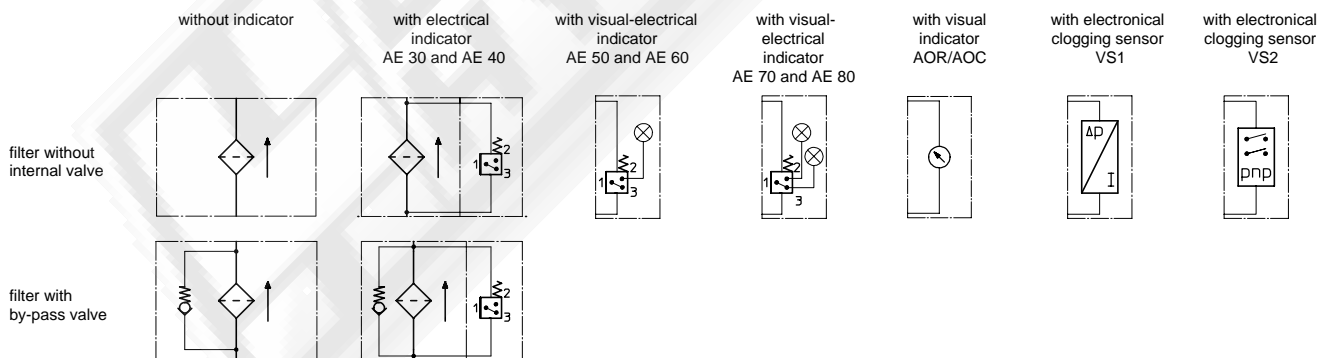 without indicator
with electrical
indicator
AE 30 and AE 40
with visual-electrical
indicator
AE 50 and AE 60
with visual-
electrical
indicator
AE 70 and AE 80
with visual
indicator
AOR/AOC
with electronical
clogging sensor
VS1
with electronical
clogging sensor
VS2
filter without
internal valve
1
2
3
1
2
3
1
2
3
Δp
I
pnp
filter with
by-pass valve
1
2
3